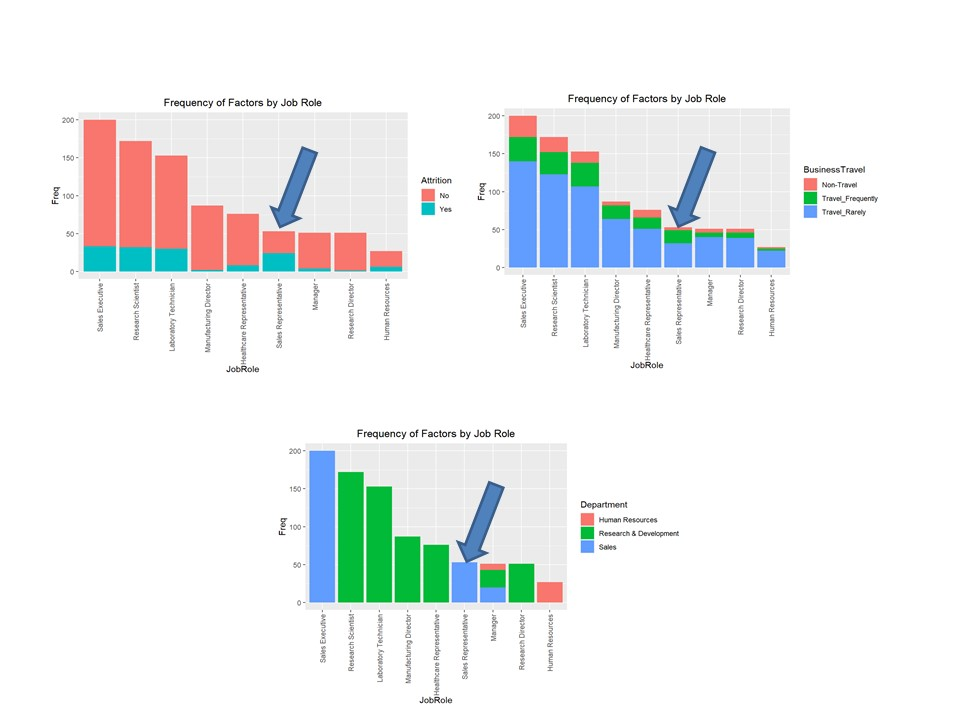 Frequency of Factors by Job Role
Freq
200
150
100
50
0
Sales Executive
Research Scientist
Laboratory Technician
Manufacturing Director
Healthcare Representative
Sales Representative
Manager
Research Director
Human Resources
JobRole
Attrition
No
Yes
Frequency of Factors by Job Role
Freq
200
150
100
50
0
Sales Executive
Research Scientist
Laboratory Technician
Manufacturing Director
Healthcare Representative
Sales Representative
Manager
Research Director
Human Resources
JobRole
BusinessTravel
Non-Travel
Travel_Frequently
Travel_Rarely
Frequency of Factors by Job Role
Freq
200
150
100
50
0
Sales Executive
Research Scientist
Laboratory Technician
Manufacturing Director
Healthcare Representative
Sales Representative
Manager
Research Director
Human Resources
JobRole
Department
Human Resources
Research & Development
Sales